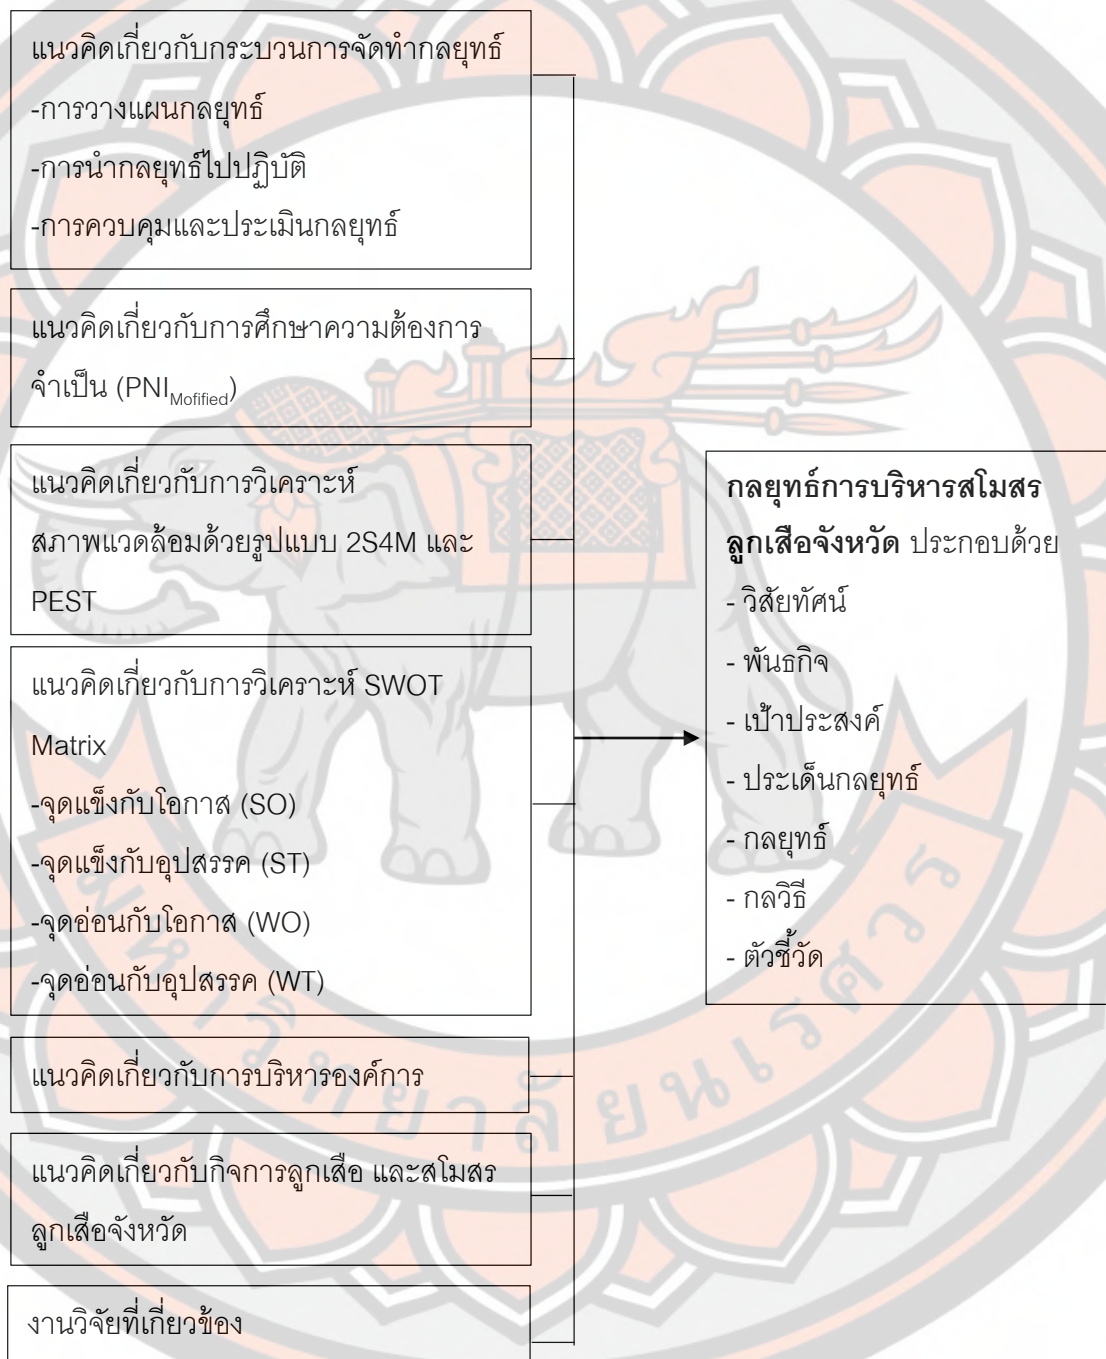 แนวคิดเกี่ยวกับกระบวนการจัดทำกลยุทธ์
-การวางแผนกลยุทธ์
-การนำกลยุทธ์ไปปฏิบัติ
-การควบคุมและประเมินกลยุทธ์
แนวคิดเกี่ยวกับการศึกษาความต้องการ
จำเป็น (PNI Mofified)
แนวคิดเกี่ยวกับการวิเคราะห์
สภาพแวดล้อมด้วยรูปแบบ 2S4M และ
PEST
แนวคิดเกี่ยวกับการวิเคราะห์ SWOT
Matrix
-จุดแข็งกับโอกาส (SO)
-จุดแข็งกับอุปสรรค (ST)
-จุดอ่อนกับโอกาส (WO)
-จุดอ่อนกับอุปสรรค (WT)
แนวคิดเกี่ยวกับการบริหารองค์การ
แนวคิดเกี่ยวกับกิจการลูกเสือ และสโมสร
ลูกเสือจังหวัด
งานวิจัยที่เกี่ยวข้อง
กลยุทธ์การบริหารสโมสร
ลูกเสือจังหวัด ประกอบด้วย
- วิสัยทัศน์
- พันธกิจ
- เป้าประสงค์
- ประเด็นกลยุทธ์
- กลยุทธ์
- กลวิธี
- ตัวชี้วัด
มหาวิทยาลัยนเรศวร